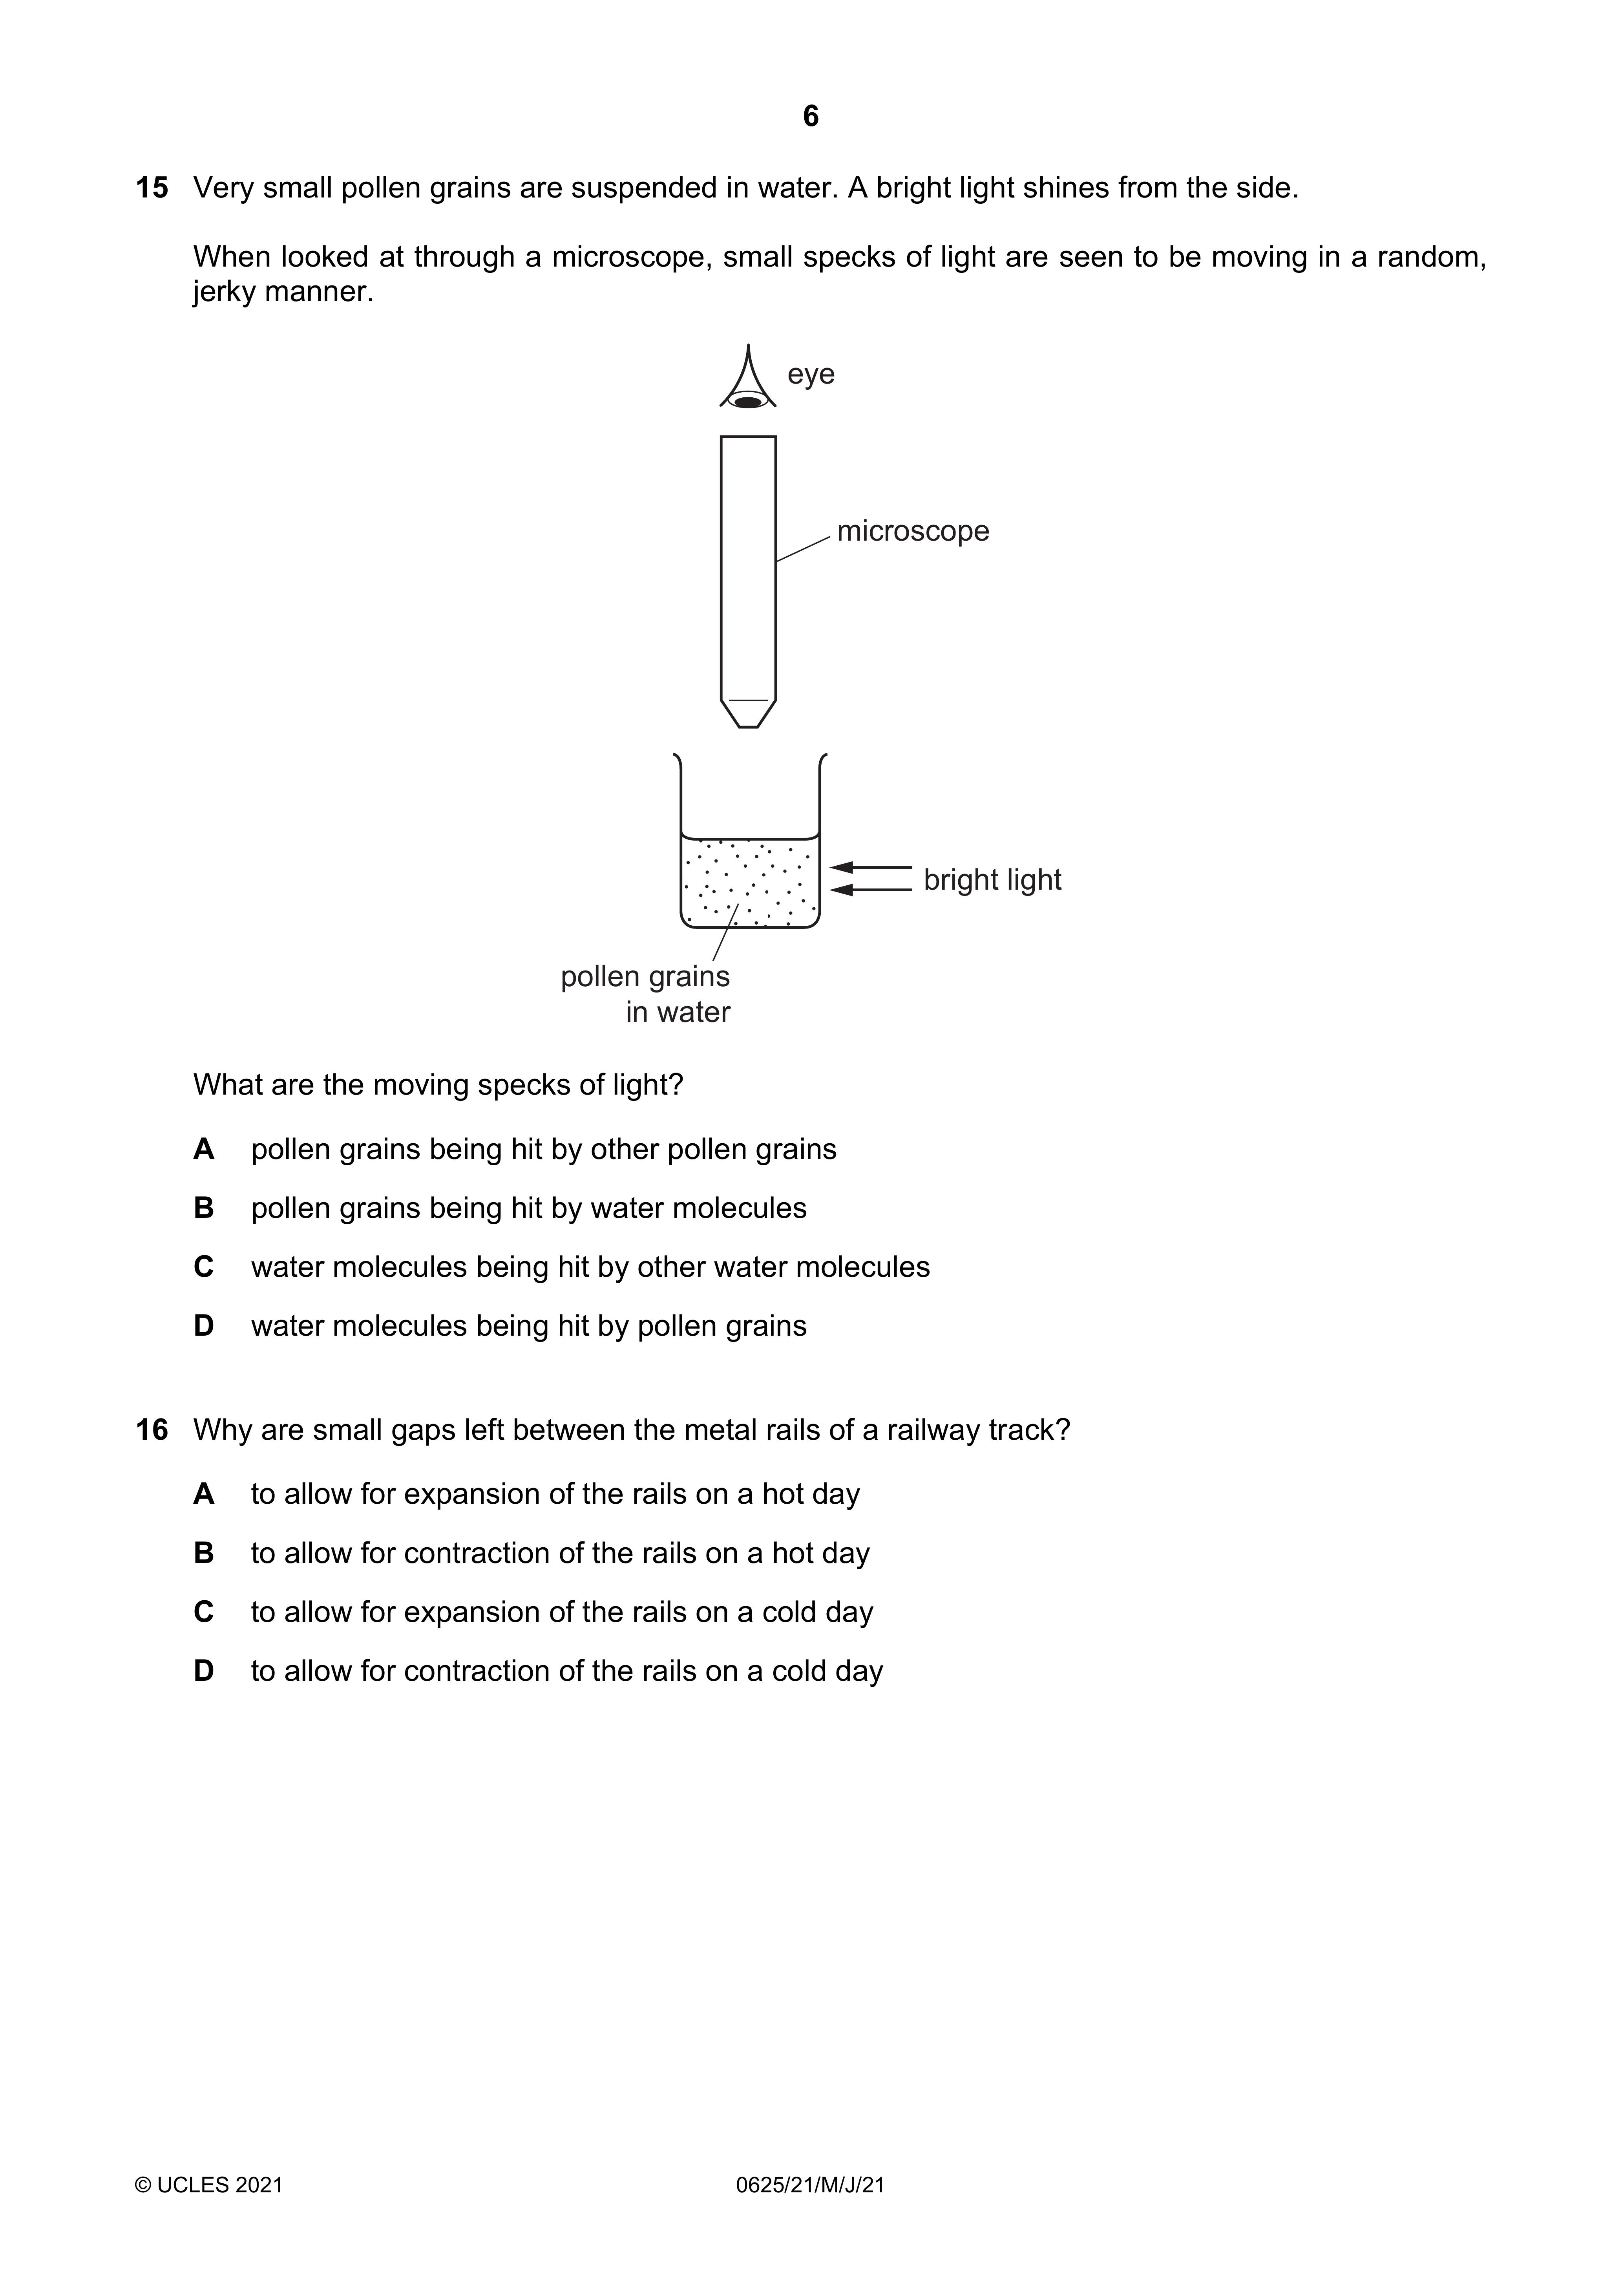 6
15 Very small pollen grains are suspended in water. A bright light shines from the side.
When looked at through a microscope, small specks of light are seen to be moving in a random,
jerky manner.
eye
microscope
bright light
pollen grains
in water
What are the moving specks of light?
A pollen grains being hit by other pollen grains
B pollen grains being hit by water molecules
C water molecules being hit by other water molecules
D water molecules being hit by pollen grains
16 Why are small gaps left between the metal rails of a railway track?
A to allow for expansion of the rails on a hot day
B to allow for contraction of the rails on a hot day
C to allow for expansion of the rails on a cold day
D to allow for contraction of the rails on a cold day
© UCLES 2021 0625/21/M/J/21